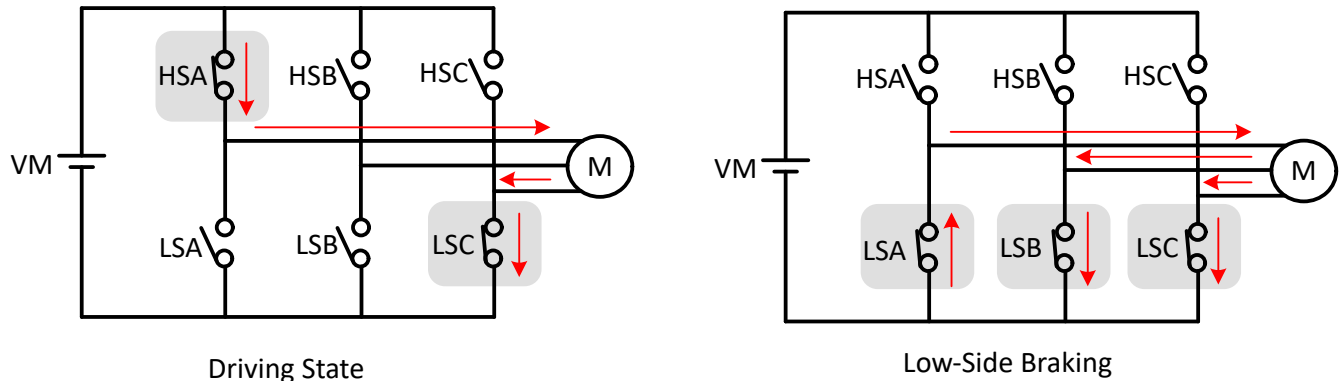 HSA HSB HSC
VM M
LSA LSB LSC
Driving State
HSA HSB HSC
VM M
LSA LSB LSC
Low-Side Braking